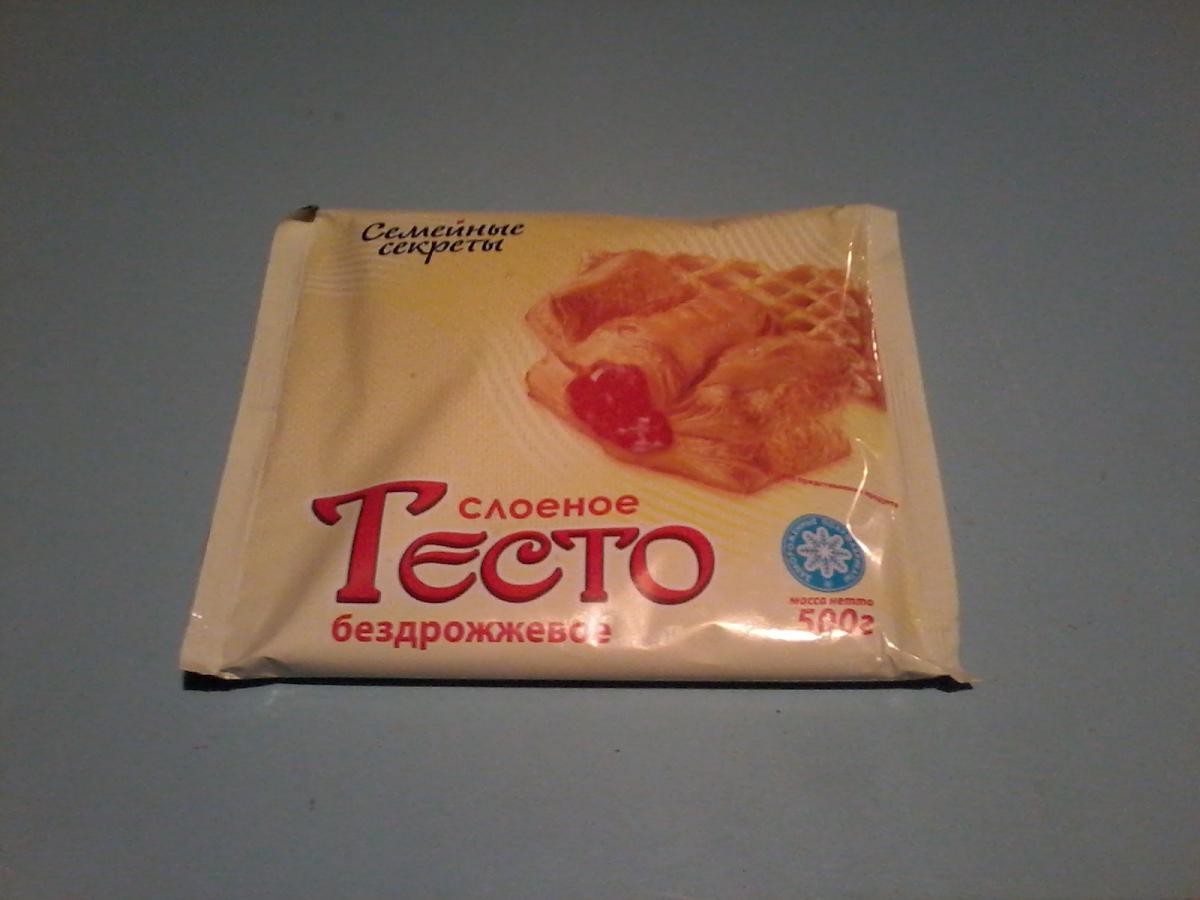 Семейные
секреты
Слоеное
Тесто
бездрожжевое
масса нетто
500г